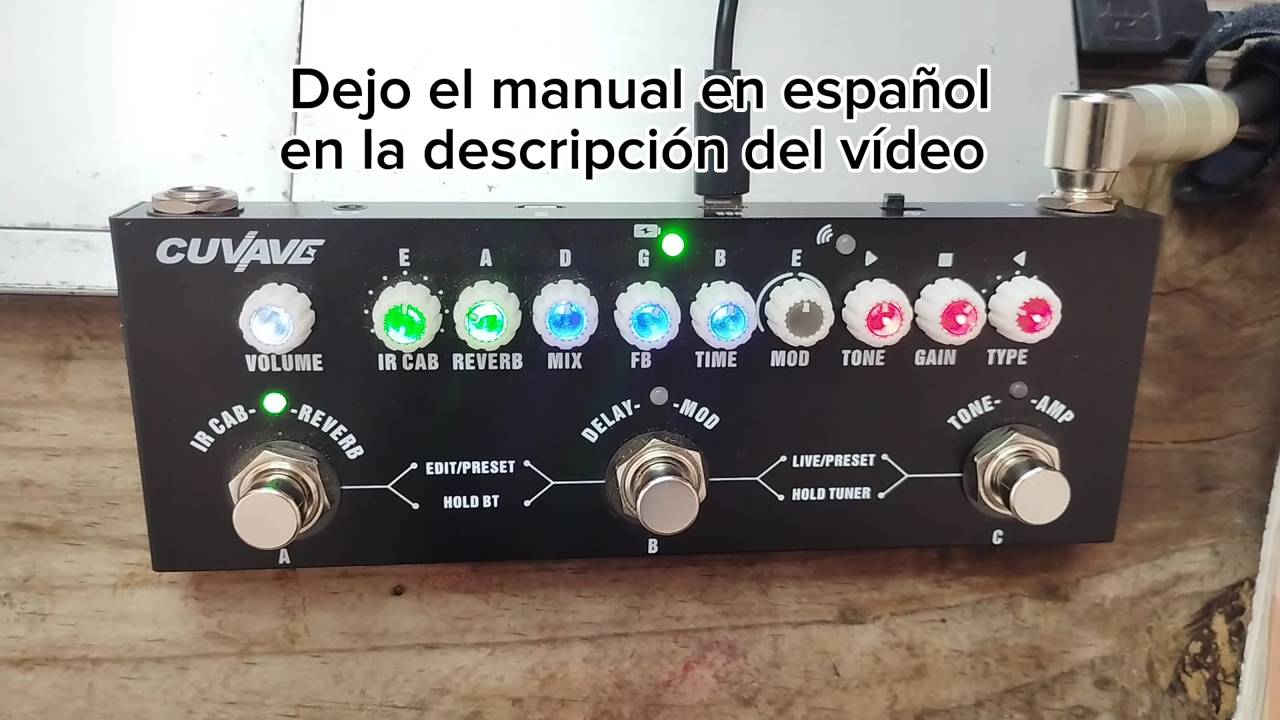 Dejo el manual en español
en la descripción del vídeo
CUVAVE
E A D G B E
VOLUME IR CAB REVERB MIX FB TIME MOD TONE GAIN TYPE
IR CAB- -REVERB DELAY- -MOD TONE- -AMP
EDIT/PRESET LIVE/PRESET
HOLD BT HOLD TUNER
A B C